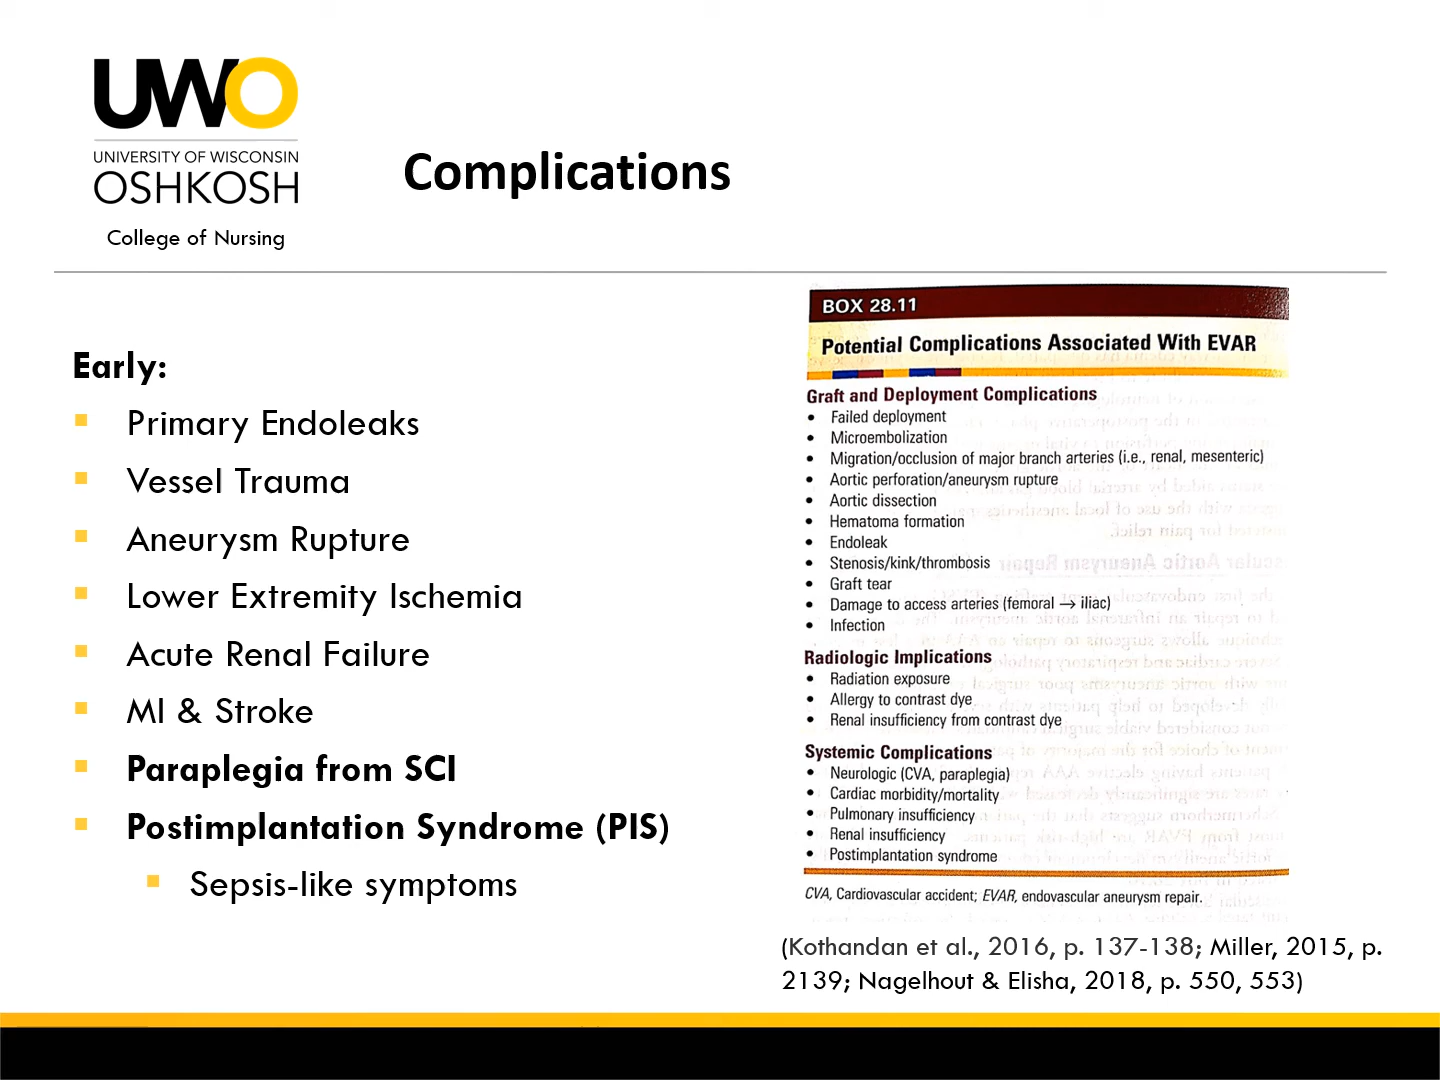 UWO
UNIVERSITY OF WISCONSIN
OSHKOSH
College of Nursing
Complications
Early:
Primary Endoleaks
Vessel Trauma
Aneurysm Rupture
Lower Extremity Ischemia
Acute Renal Failure
MI & Stroke
Paraplegia from SCI
Postimplantation Syndrome (PIS)
Sepsis-like symptoms
BOX 28.11
Potential Complications Associated With EVAR
Graft and Deployment Complications
• Failed deployment
• Microembolization
• Migration/occlusion of major branch arteries (i.e., renal, mesenteric)
• Aortic perforation/aneurysm rupture
• Aortic dissection
• Hematoma formation
• Endoleak
• Stenosis/kink/thrombosis
• Graft tear
• Damage to access arteries (femoral → iliac)
• Infection
Radiologic Implications
• Radiation exposure
• Allergy to contrast dye
• Renal insufficiency from contrast dye
Systemic Complications
• Neurologic (CVA, paraplegia)
• Cardiac morbidity/mortality
• Pulmonary insufficiency
• Renal insufficiency
• Postimplantation syndrome
CVA, Cardiovascular accident; EVAR, endovascular aneurysm repair.
(Kothandan et al., 2016, p. 137-138; Miller, 2015, p.
2139; Nagelhout & Elisha, 2018, p. 550, 553)